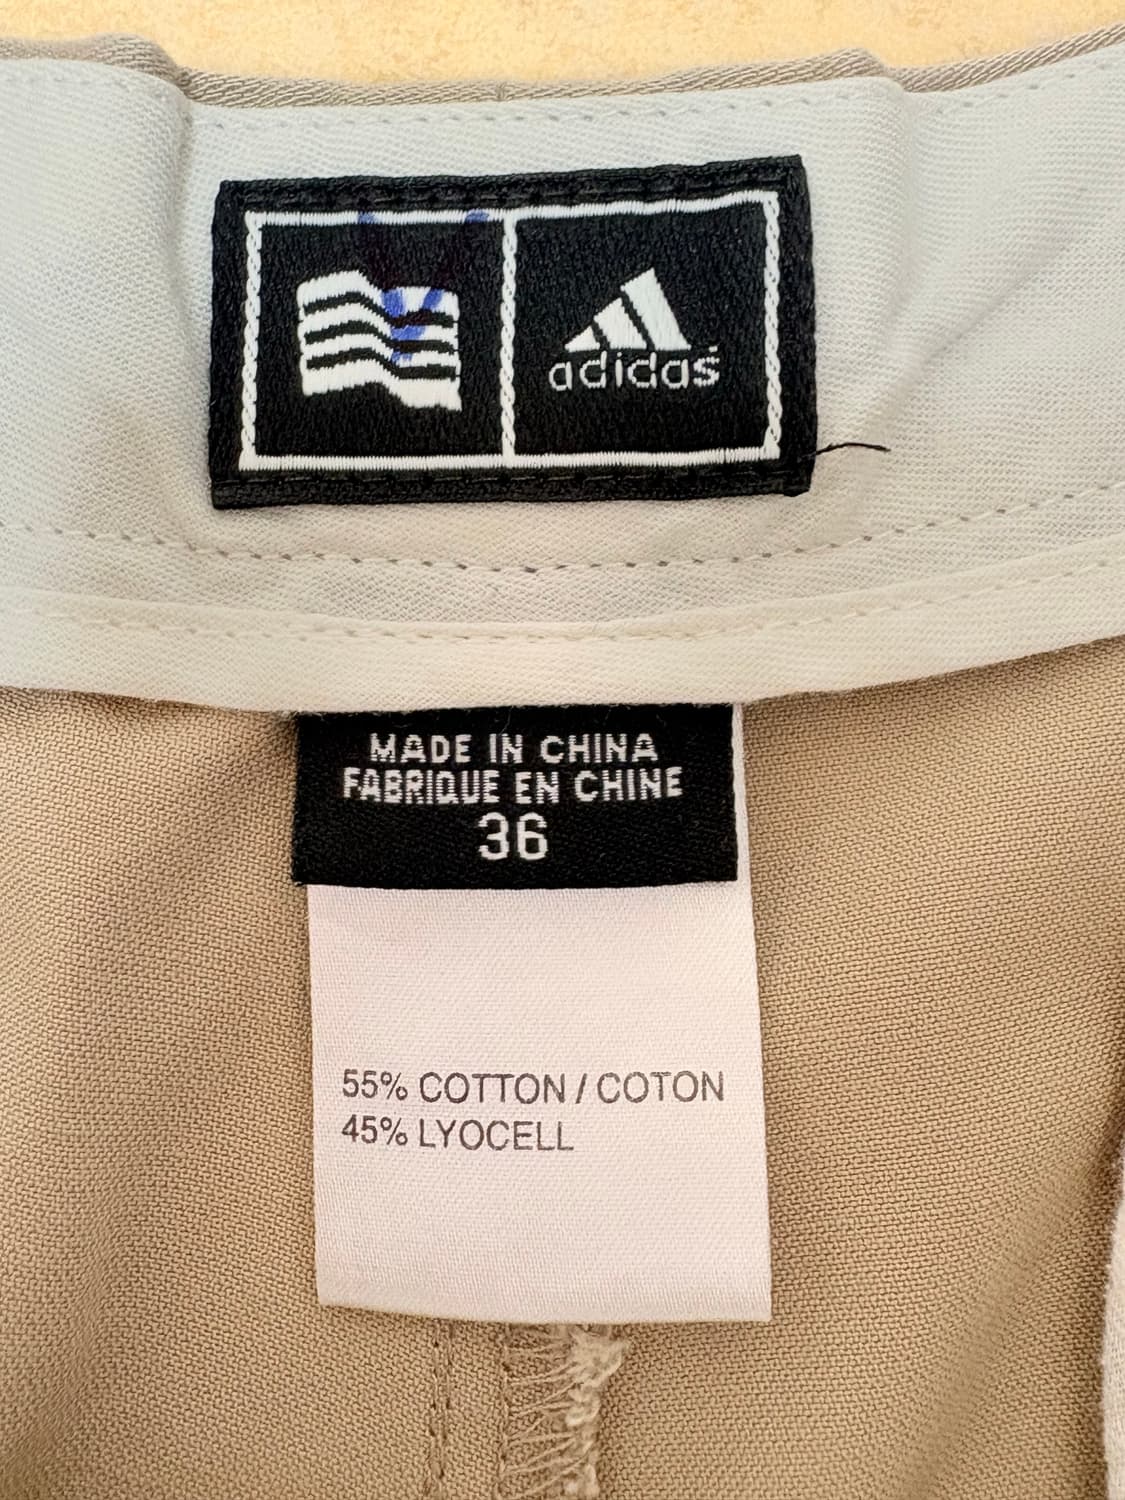 adidas
MADE IN CHINA
FABRIQUE EN CHINE
36
55% COTTON / COTON
45% LYOCELL